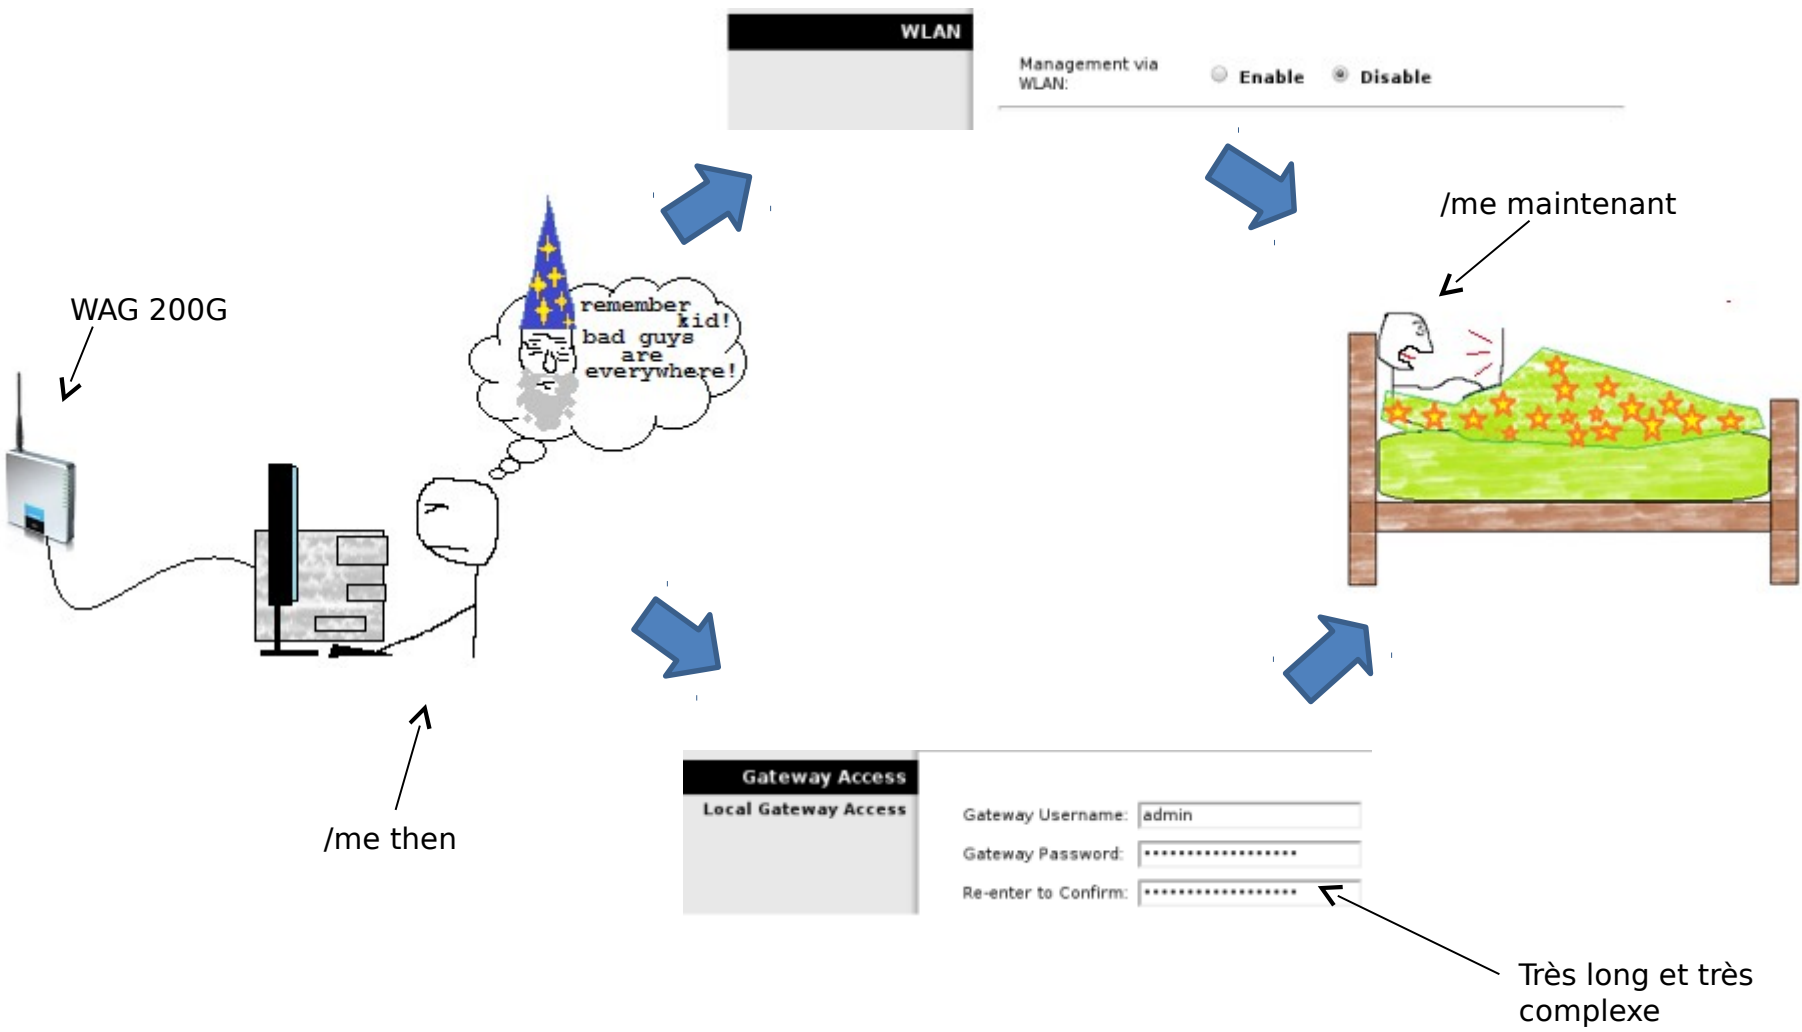 WLAN
Management via
WLAN:
Enable
Disable
/me maintenant
WAG 200G
remember
kid!
bad guys
are
everywhere!
/me then
Gateway Access
Local Gateway Access
Gateway Username: admin
Gateway Password: ••••••••••••••••••
Re-enter to Confirm: ••••••••••••••••••
Très long et très
complexe